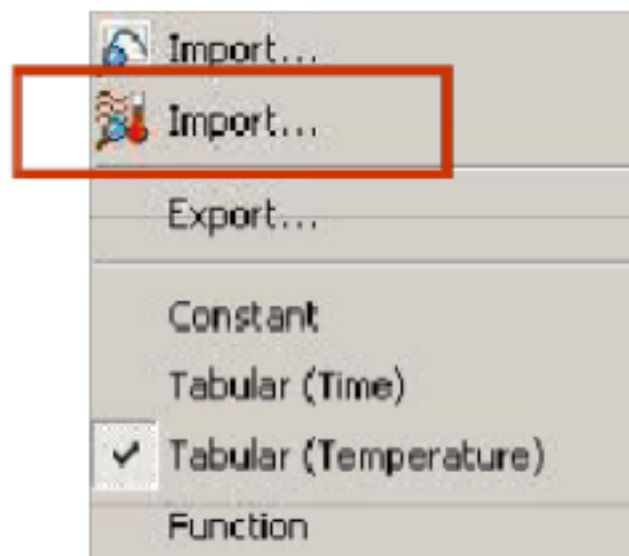 Import...
Import...
Export...
Constant
Tabular (Time)
Tabular (Temperature)
Function